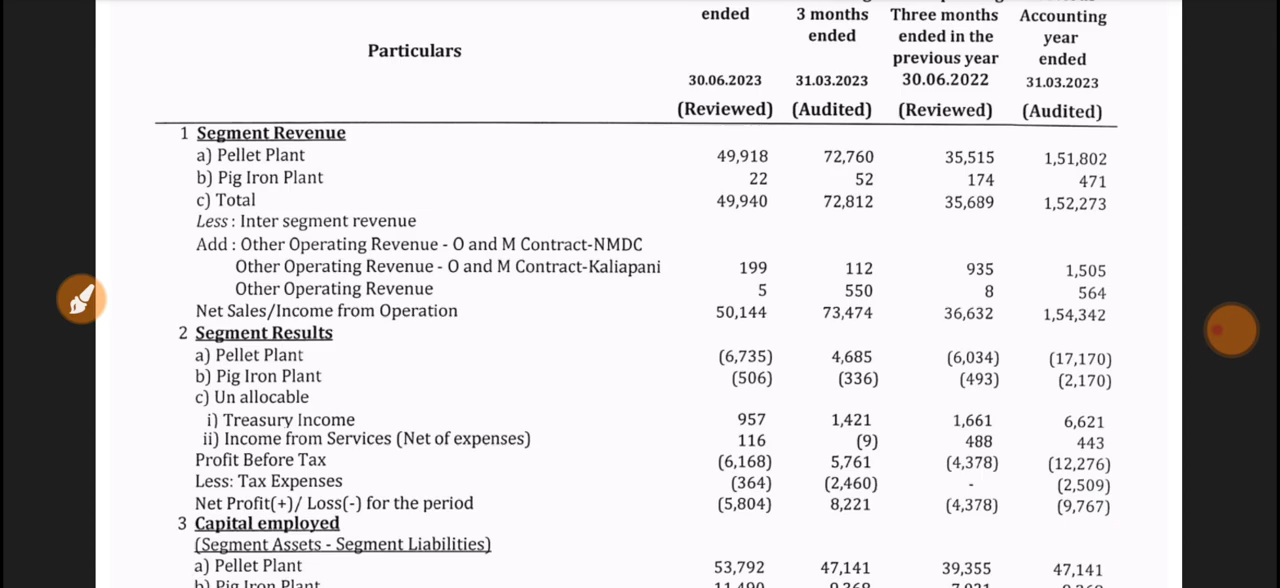 ended 3 months Three months Accounting
ended ended in the year
Particulars previous year ended
30.06.2023 31.03.2023 30.06.2022 31.03.2023
(Reviewed) (Audited) (Reviewed) (Audited)
1 Segment Revenue
a) Pellet Plant 49,918 72,760 35,515 1,51,802
b) Pig Iron Plant 22 52 174 471
c) Total 49,940 72,812 35,689 1,52,273
Less : Inter segment revenue
Add : Other Operating Revenue - O and M Contract-NMDC
Other Operating Revenue - O and M Contract-Kaliapani 199 112 935 1,505
Other Operating Revenue 5 550 8 564
Net Sales/Income from Operation 50,144 73,474 36,632 1,54,342
2 Segment Results
a) Pellet Plant (6,735) 4,685 (6,034) (17,170)
b) Pig Iron Plant (506) (336) (493) (2,170)
c) Un allocable
i) Treasury Income 957 1,421 1,661 6,621
ii) Income from Services (Net of expenses) 116 (9) 488 443
Profit Before Tax (6,168) 5,761 (4,378) (12,276)
Less: Tax Expenses (364) (2,460) - (2,509)
Net Profit(+)/ Loss(-) for the period (5,804) 8,221 (4,378) (9,767)
3 Capital employed
(Segment Assets - Segment Liabilities)
a) Pellet Plant 53,792 47,141 39,355 47,141
b) Pig Iron Plant